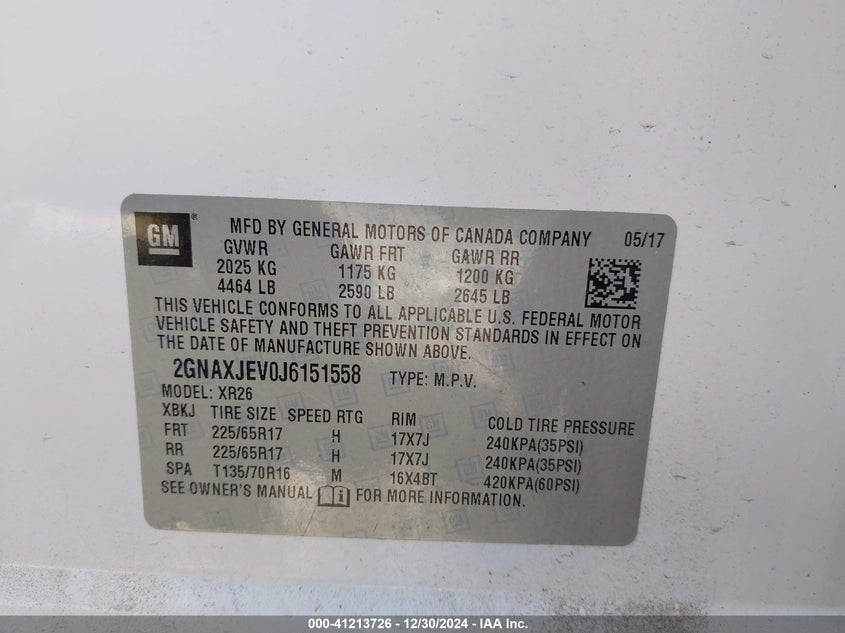 GM ®
MFD BY GENERAL MOTORS OF CANADA COMPANY 05/17
GVWR GAWR FRT GAWR RR
2025 KG 1175 KG 1200 KG
4464 LB 2590 LB 2645 LB
THIS VEHICLE CONFORMS TO ALL APPLICABLE U.S. FEDERAL MOTOR
VEHICLE SAFETY AND THEFT PREVENTION STANDARDS IN EFFECT ON
THE DATE OF MANUFACTURE SHOWN ABOVE.
2GNAXJEV0J6151558 TYPE: M.P.V.
MODEL: XR26
XBKJ TIRE SIZE SPEED RTG RIM COLD TIRE PRESSURE
FRT 225/65R17 H 17X7J 240KPA(35PSI)
RR 225/65R17 H 17X7J 240KPA(35PSI)
SPA T135/70R16 M 16X4BT 420KPA(60PSI)
SEE OWNER'S MANUAL FOR MORE INFORMATION.
000-41213726 - 12/30/2024 - IAA Inc.